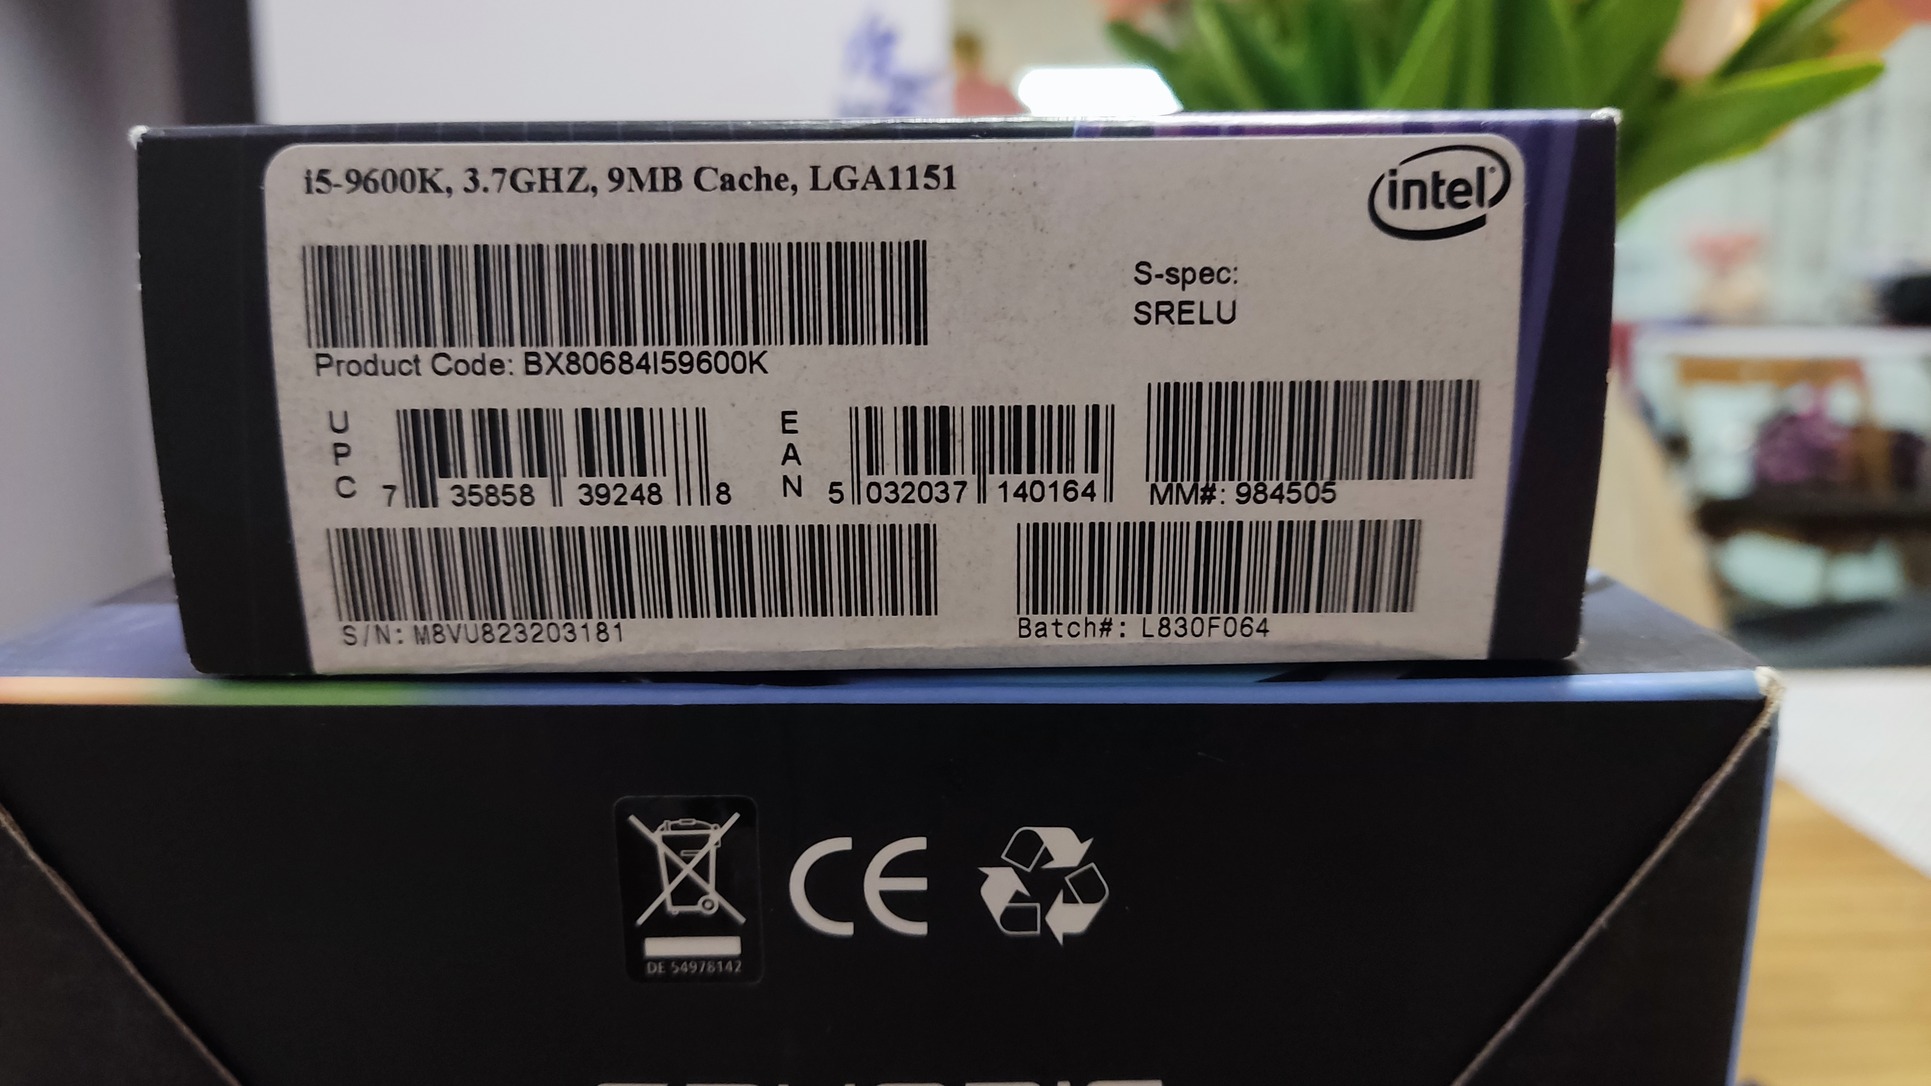 i5-9600K, 3.7GHZ, 9MB Cache, LGA1151
intel
S-spec:
SRELU
Product Code: BX80684I59600K
UPC 7 35858 39248 8
EAN 5 032037 140164
MM#: 984505
S/N: M8VU823203181
Batch#: L830F064
DE 54978142
CE